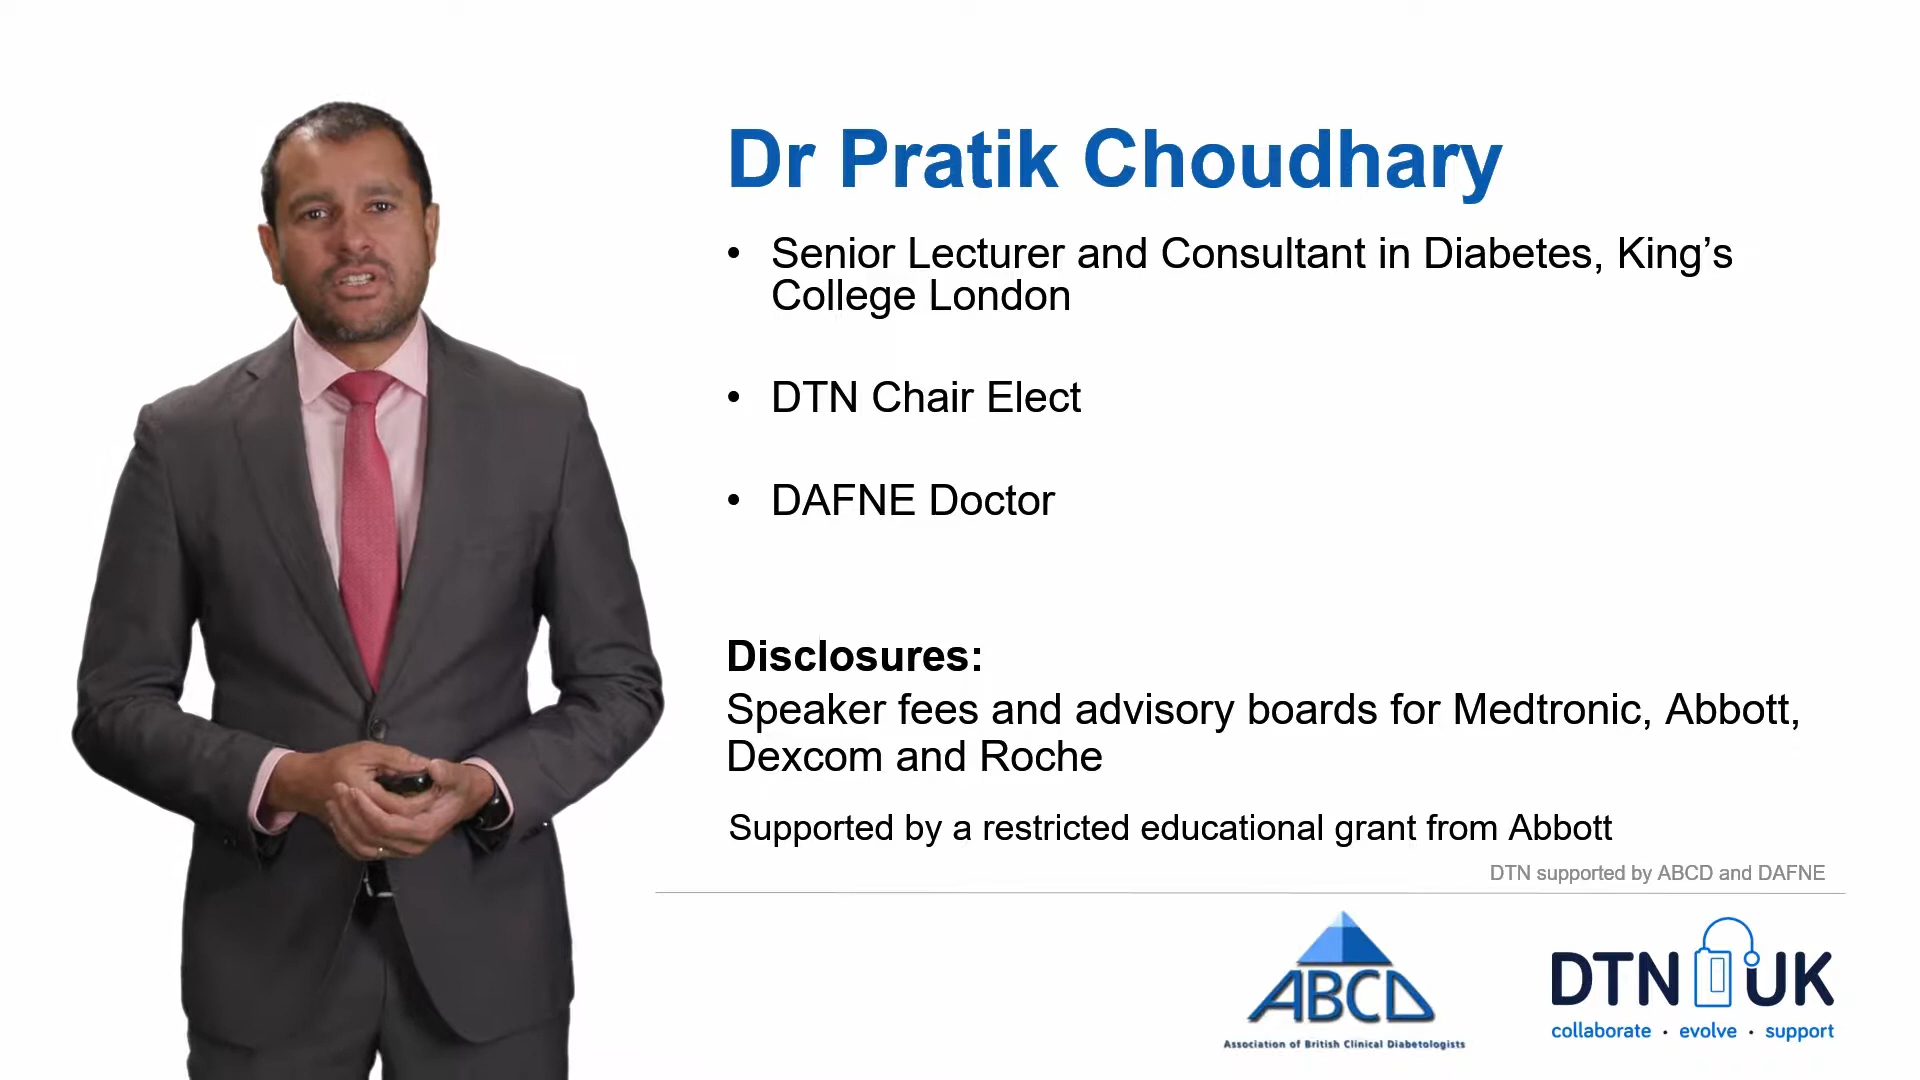 Dr Pratik Choudhary
• Senior Lecturer and Consultant in Diabetes, King’s
College London
• DTN Chair Elect
• DAFNE Doctor
Disclosures:
Speaker fees and advisory boards for Medtronic, Abbott,
Dexcom and Roche
Supported by a restricted educational grant from Abbott
DTN supported by ABCD and DAFNE
ABCD
Association of British Clinical Diabetologists
DTN UK
collaborate · evolve · support